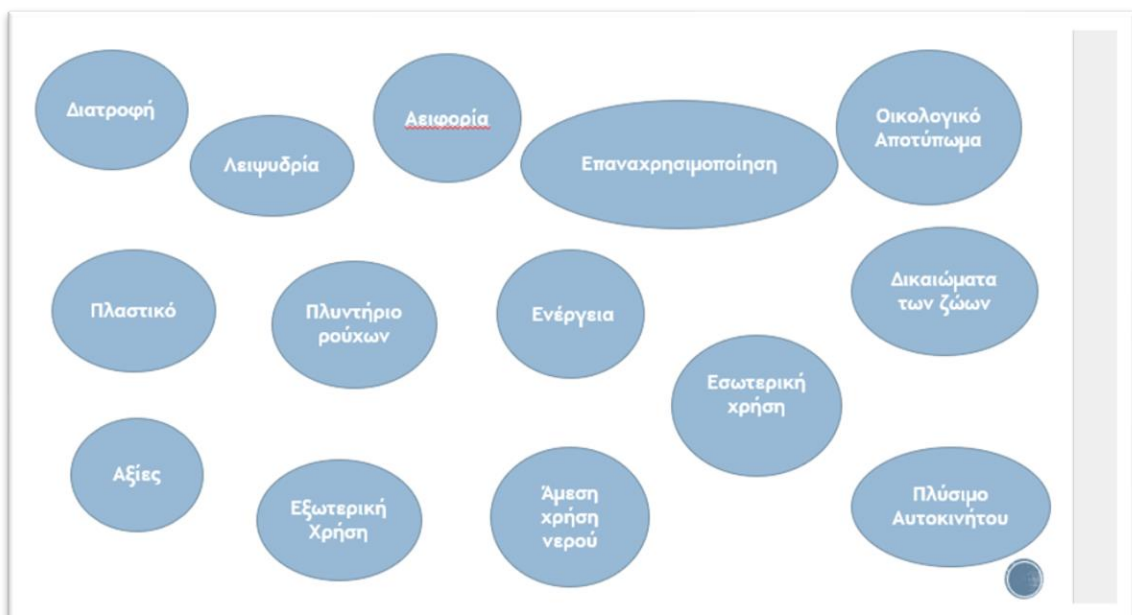 Διατροφή
Λειψυδρία
Αειφορία
Επαναχρησιμοποίηση
Οικολογικό
Αποτύπωμα
Πλαστικό
Πλυντήριο
ρούχων
Ενέργεια
Δικαιώματα
των ζώων
Εσωτερική
χρήση
Αξίες
Εξωτερική
Χρήση
Άμεση
χρήση
νερού
Πλύσιμο
Αυτοκινήτου